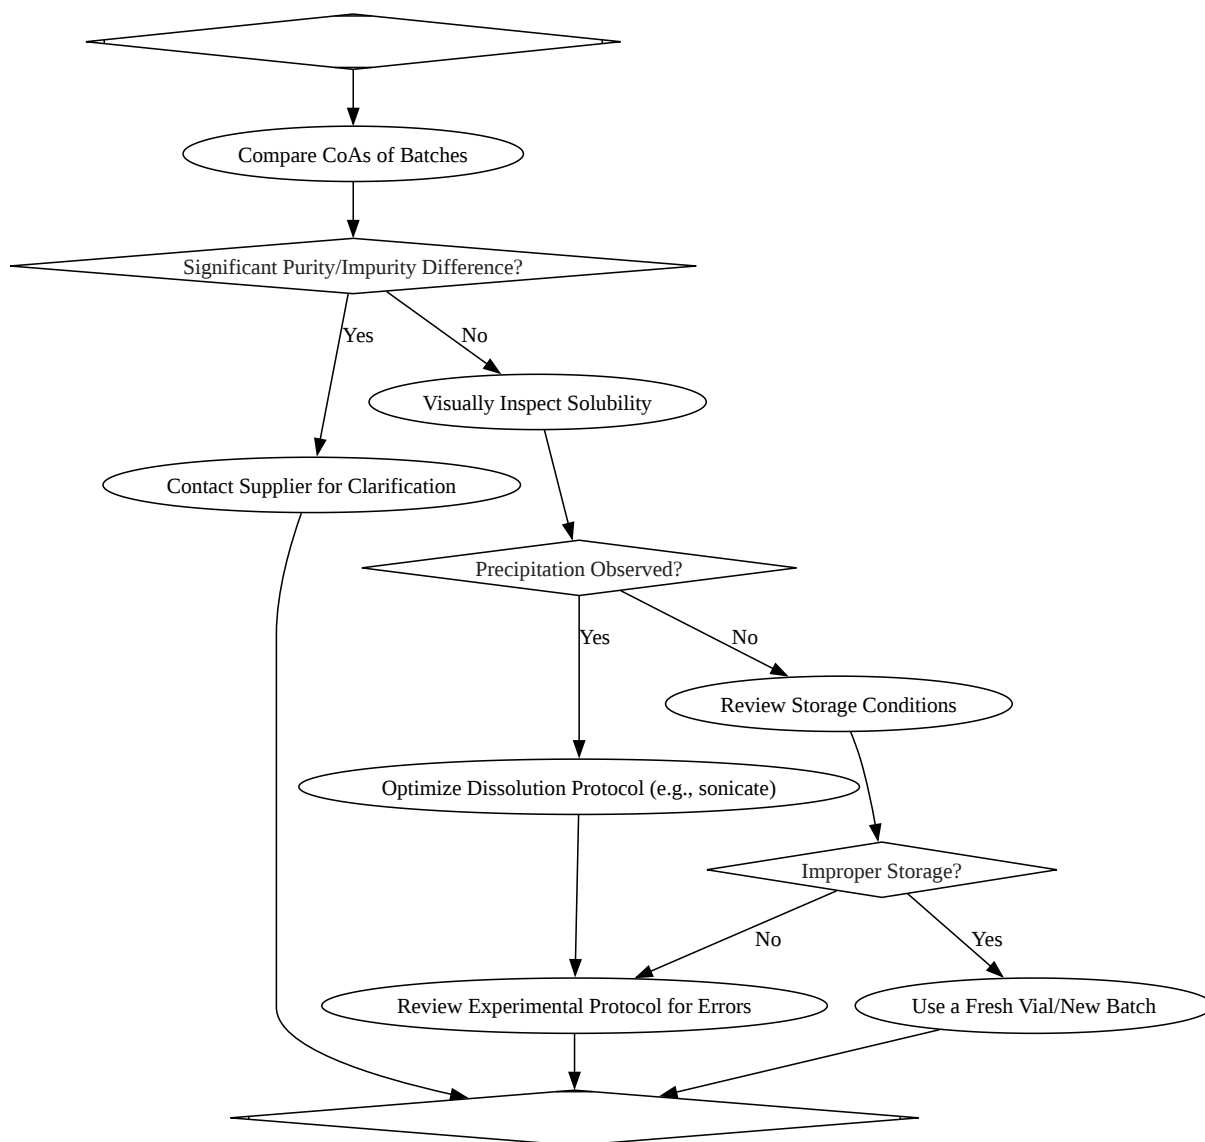 Compare CoAs of Batches
Significant Purity/Impurity Difference?
Yes
No
Visually Inspect Solubility
Contact Supplier for Clarification
Precipitation Observed?
Yes
No
Review Storage Conditions
Optimize Dissolution Protocol (e.g., sonicate)
Improper Storage?
No
Yes
Review Experimental Protocol for Errors
Use a Fresh Vial/New Batch